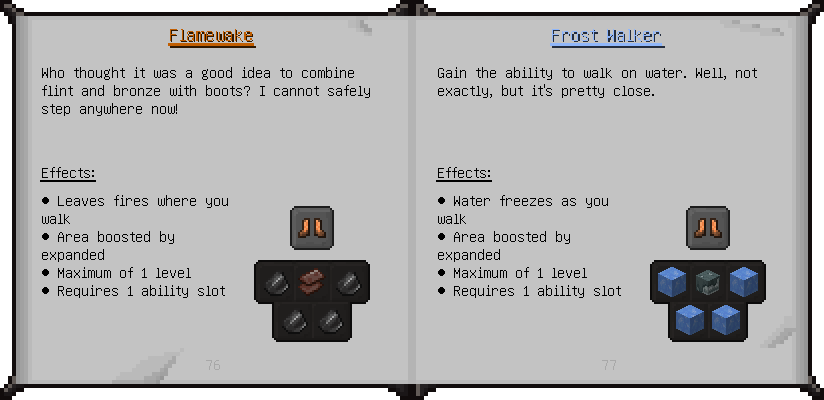 Flamewake
Who thought it was a good idea to combine
flint and bronze with boots? I cannot safely
step anywhere now!
Effects:
● Leaves fires where you
walk
● Area boosted by
expanded
● Maximum of 1 level
● Requires 1 ability slot
76
Frost Walker
Gain the ability to walk on water. Well, not
exactly, but it's pretty close.
Effects:
● Water freezes as you
walk
● Area boosted by
expanded
● Maximum of 1 level
● Requires 1 ability slot
77